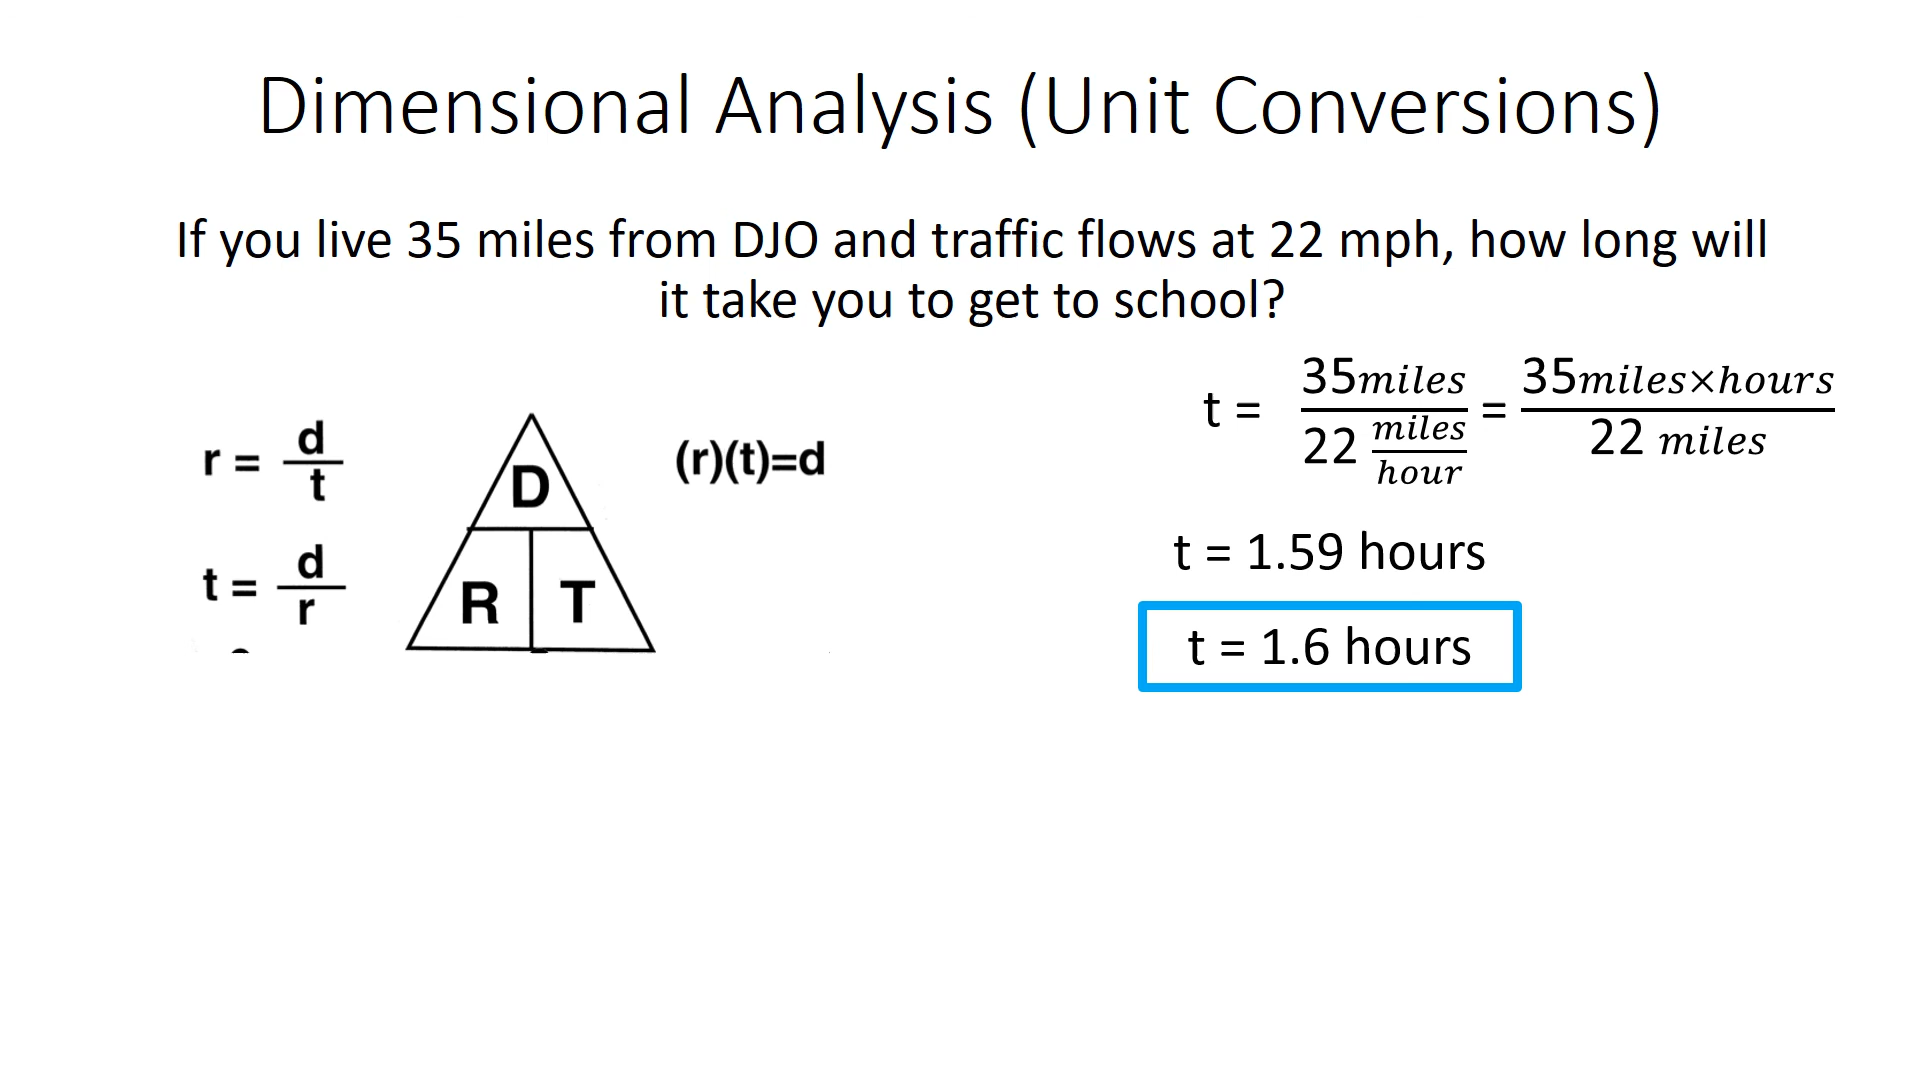 Dimensional Analysis (Unit Conversions)
If you live 35 miles from DJO and traffic flows at 22 mph, how long will
it take you to get to school?
r = d/t
t = d/r
D
R T
(r)(t)=d
t = 35miles/(22 miles/hour) = 35miles×hours/22 miles
t = 1.59 hours
t = 1.6 hours